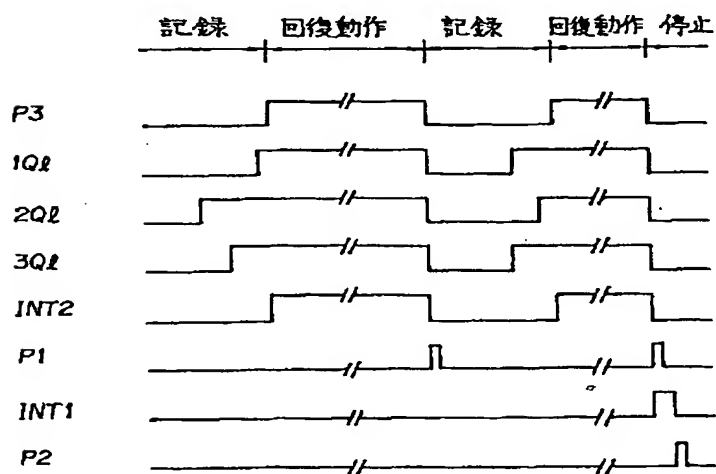 記録 回復動作 記録 回復動作 停止
P3
1Qℓ
2Qℓ
3Qℓ
INT2
P1
INT1
P2